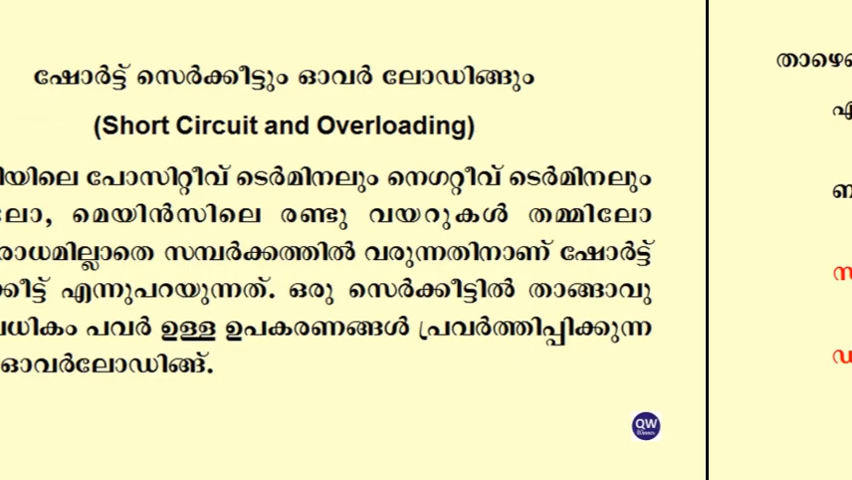 ഷോർട്ട് സെർക്കീട്ടും ഓവർ ലോഡിങ്ങും
(Short Circuit and Overloading)
യിലെ പോസിറ്റീവ് ടെർമിനലും നെഗറ്റീവ് ടെർമിനലും
ലോ, മെയിൻസിലെ രണ്ടു വയറുകൾ തമ്മിലോ
രോധമില്ലാതെ സമ്പർക്കത്തിൽ വരുന്നതിനാണ് ഷോർട്ട്
ക്കീട്ട് എന്നുപറയുന്നത്. ഒരു സെർക്കീട്ടിൽ താങ്ങാവു
ധികം പവർ ഉള്ള ഉപകരണങ്ങൾ പ്രവർത്തിപ്പിക്കുന്ന
ഓവർലോഡിങ്ങ്.
QW
താഴെ
എ
ബ
സ
ഡ